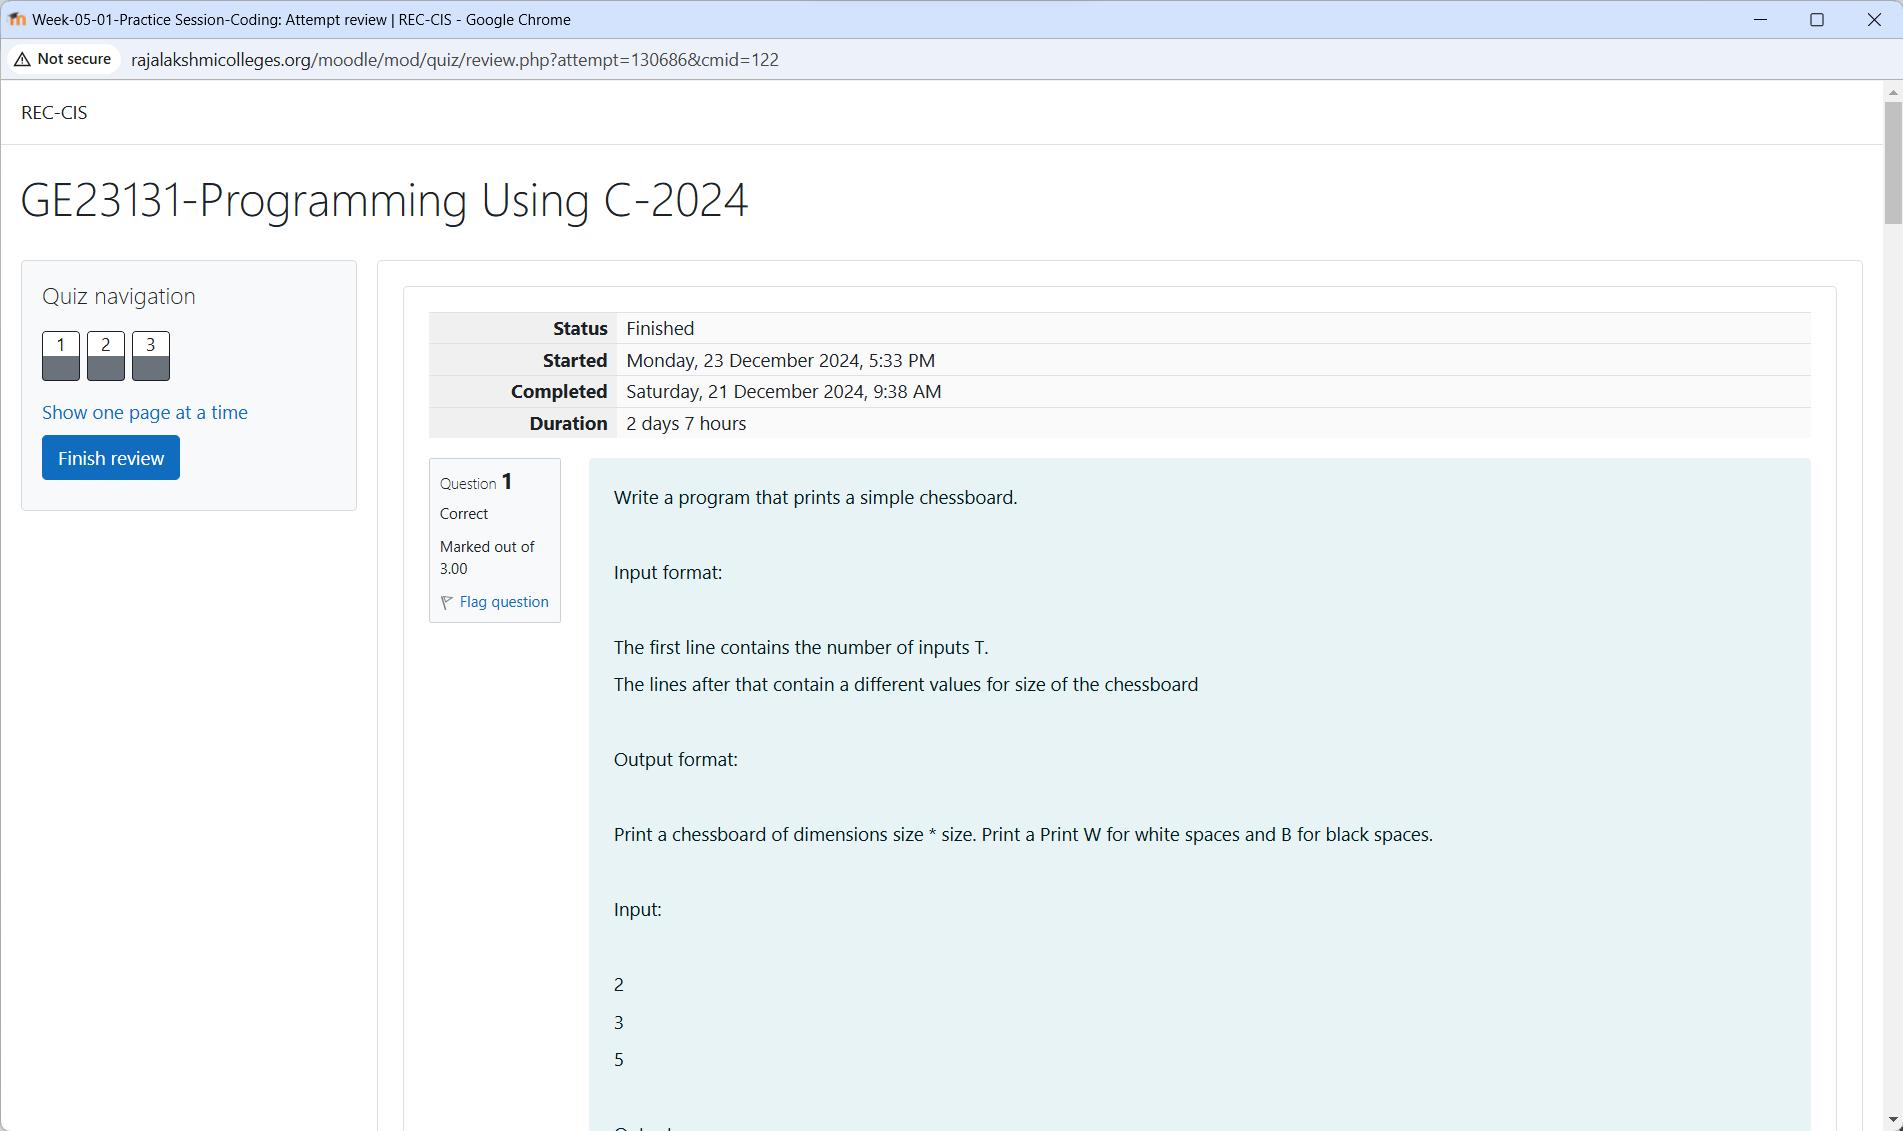 Week-05-01-Practice Session-Coding: Attempt review | REC-CIS - Google Chrome
Not secure rajalakshmicolleges.org/moodle/mod/quiz/review.php?attempt=130686&cmid=122
REC-CIS
GE23131-Programming Using C-2024
Quiz navigation
1 2 3
Show one page at a time
Finish review
Status Finished
Started Monday, 23 December 2024, 5:33 PM
Completed Saturday, 21 December 2024, 9:38 AM
Duration 2 days 7 hours
Question 1
Correct
Marked out of
3.00
Flag question
Write a program that prints a simple chessboard.
Input format:
The first line contains the number of inputs T.
The lines after that contain a different values for size of the chessboard
Output format:
Print a chessboard of dimensions size * size. Print a Print W for white spaces and B for black spaces.
Input:
2
3
5